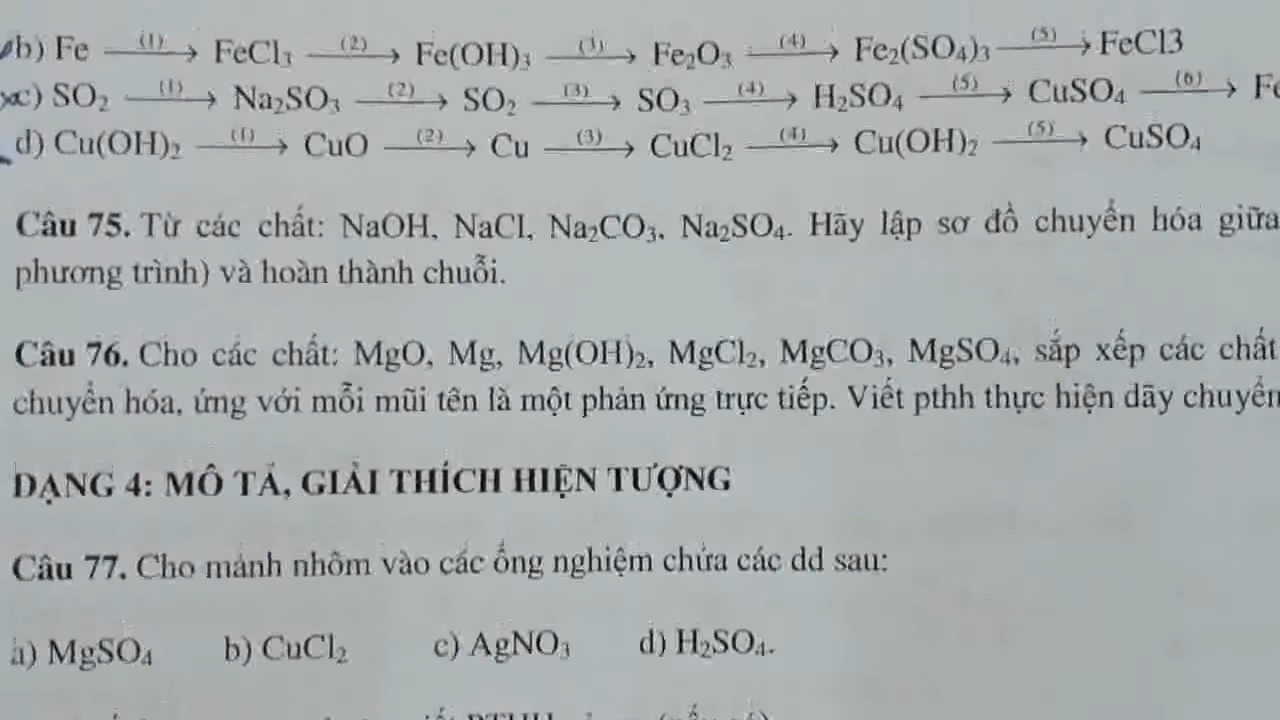 b) Fe —(1)→ FeCl₃ —(2)→ Fe(OH)₃ —(3)→ Fe₂O₃ —(4)→ Fe₂(SO₄)₃ —(5)→ FeCl3
c) SO₂ —(1)→ Na₂SO₃ —(2)→ SO₂ —(3)→ SO₃ —(4)→ H₂SO₄ —(5)→ CuSO₄ —(6)→
d) Cu(OH)₂ —(1)→ CuO —(2)→ Cu —(3)→ CuCl₂ —(4)→ Cu(OH)₂ —(5)→ CuSO₄
Câu 75. Từ các chất: NaOH, NaCl, Na₂CO₃, Na₂SO₄. Hãy lập sơ đồ chuyển hóa giữa
phương trình) và hoàn thành chuỗi.
Câu 76. Cho các chất: MgO, Mg, Mg(OH)₂, MgCl₂, MgCO₃, MgSO₄, sắp xếp các chất
chuyển hóa, ứng với mỗi mũi tên là một phản ứng trực tiếp. Viết pthh thực hiện dãy chuyển
DẠNG 4: MÔ TẢ, GIẢI THÍCH HIỆN TƯỢNG
Câu 77. Cho mảnh nhôm vào các ống nghiệm chứa các dd sau:
a) MgSO₄ b) CuCl₂ c) AgNO₃ d) H₂SO₄.